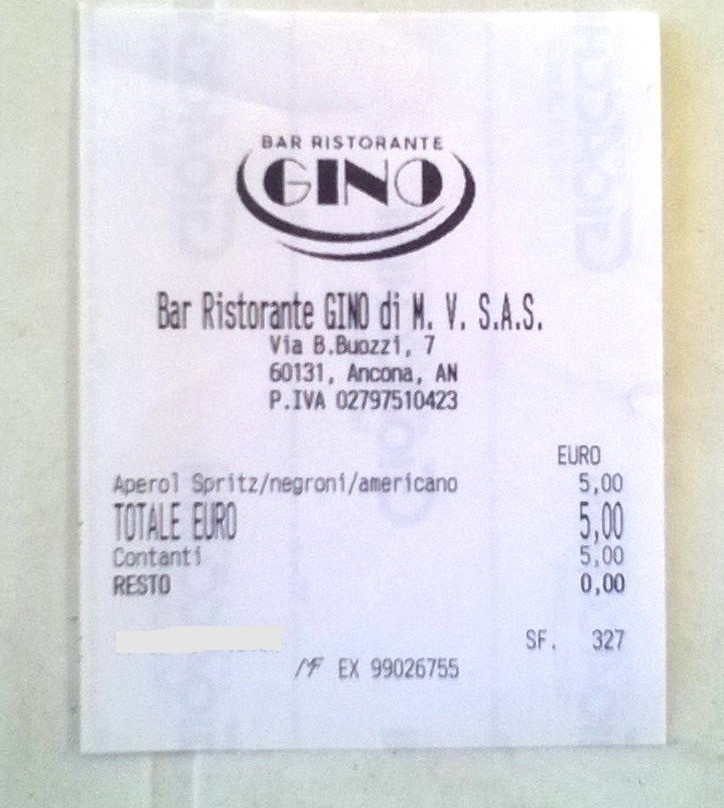 BAR RISTORANTE
GINO
Bar Ristorante GINO di M. V. S.A.S.
Via B.Buozzi, 7
60131, Ancona, AN
P.IVA 02797510423
EURO
Aperol Spritz/negroni/americano 5,00
TOTALE EURO 5,00
Contanti 5,00
RESTO 0,00
SF. 327
MF EX 99026755